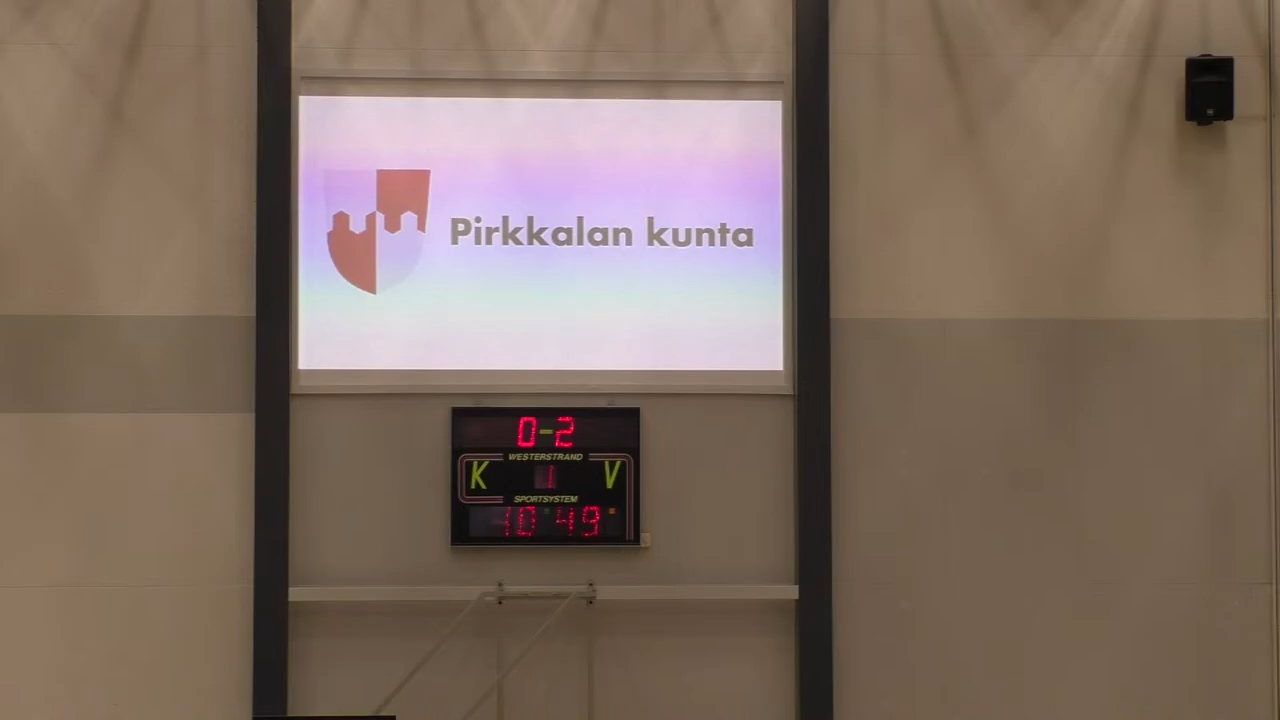 Pirkkalan kunta
0-2
WESTERSTRAND
K 1 V
SPORTSYSTEM
10 49